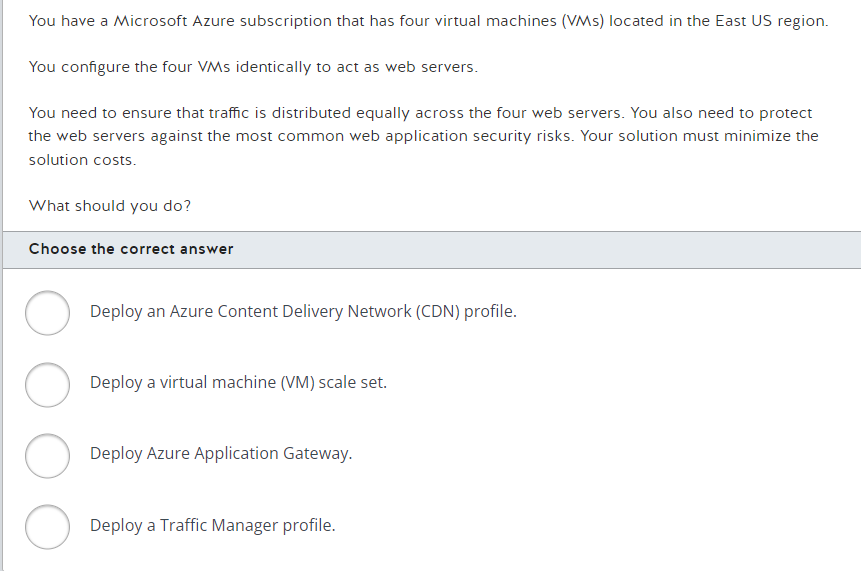 You have a Microsoft Azure subscription that has four virtual machines (VMs) located in the East US region.
You configure the four VMs identically to act as web servers.
You need to ensure that traffic is distributed equally across the four web servers. You also need to protect
the web servers against the most common web application security risks. Your solution must minimize the
solution costs.
What should you do?
Choose the correct answer
Deploy an Azure Content Delivery Network (CDN) profile.
Deploy a virtual machine (VM) scale set.
Deploy Azure Application Gateway.
Deploy a Traffic Manager profile.